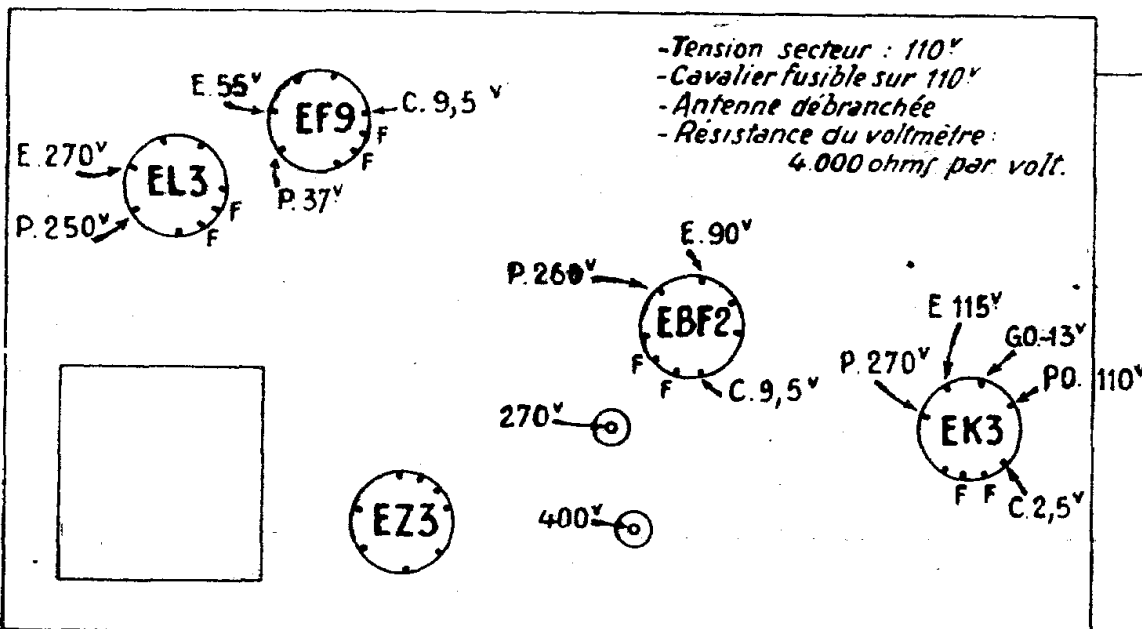 -Tension secteur : 110v
-Cavalier fusible sur 110v
-Antenne débranchée
-Résistance du voltmètre :
4.000 ohms par volt.
E.55v
EF9
C.9,5 v
F
F
P.37v
E.270v
EL3
P.250v
F
F
E.90v
P.260v
EBF2
F
F
C.9,5v
E 115v
GO.-13v
P.270v
PO. 110v
EK3
F F
C.2,5v
270v
400v
EZ3